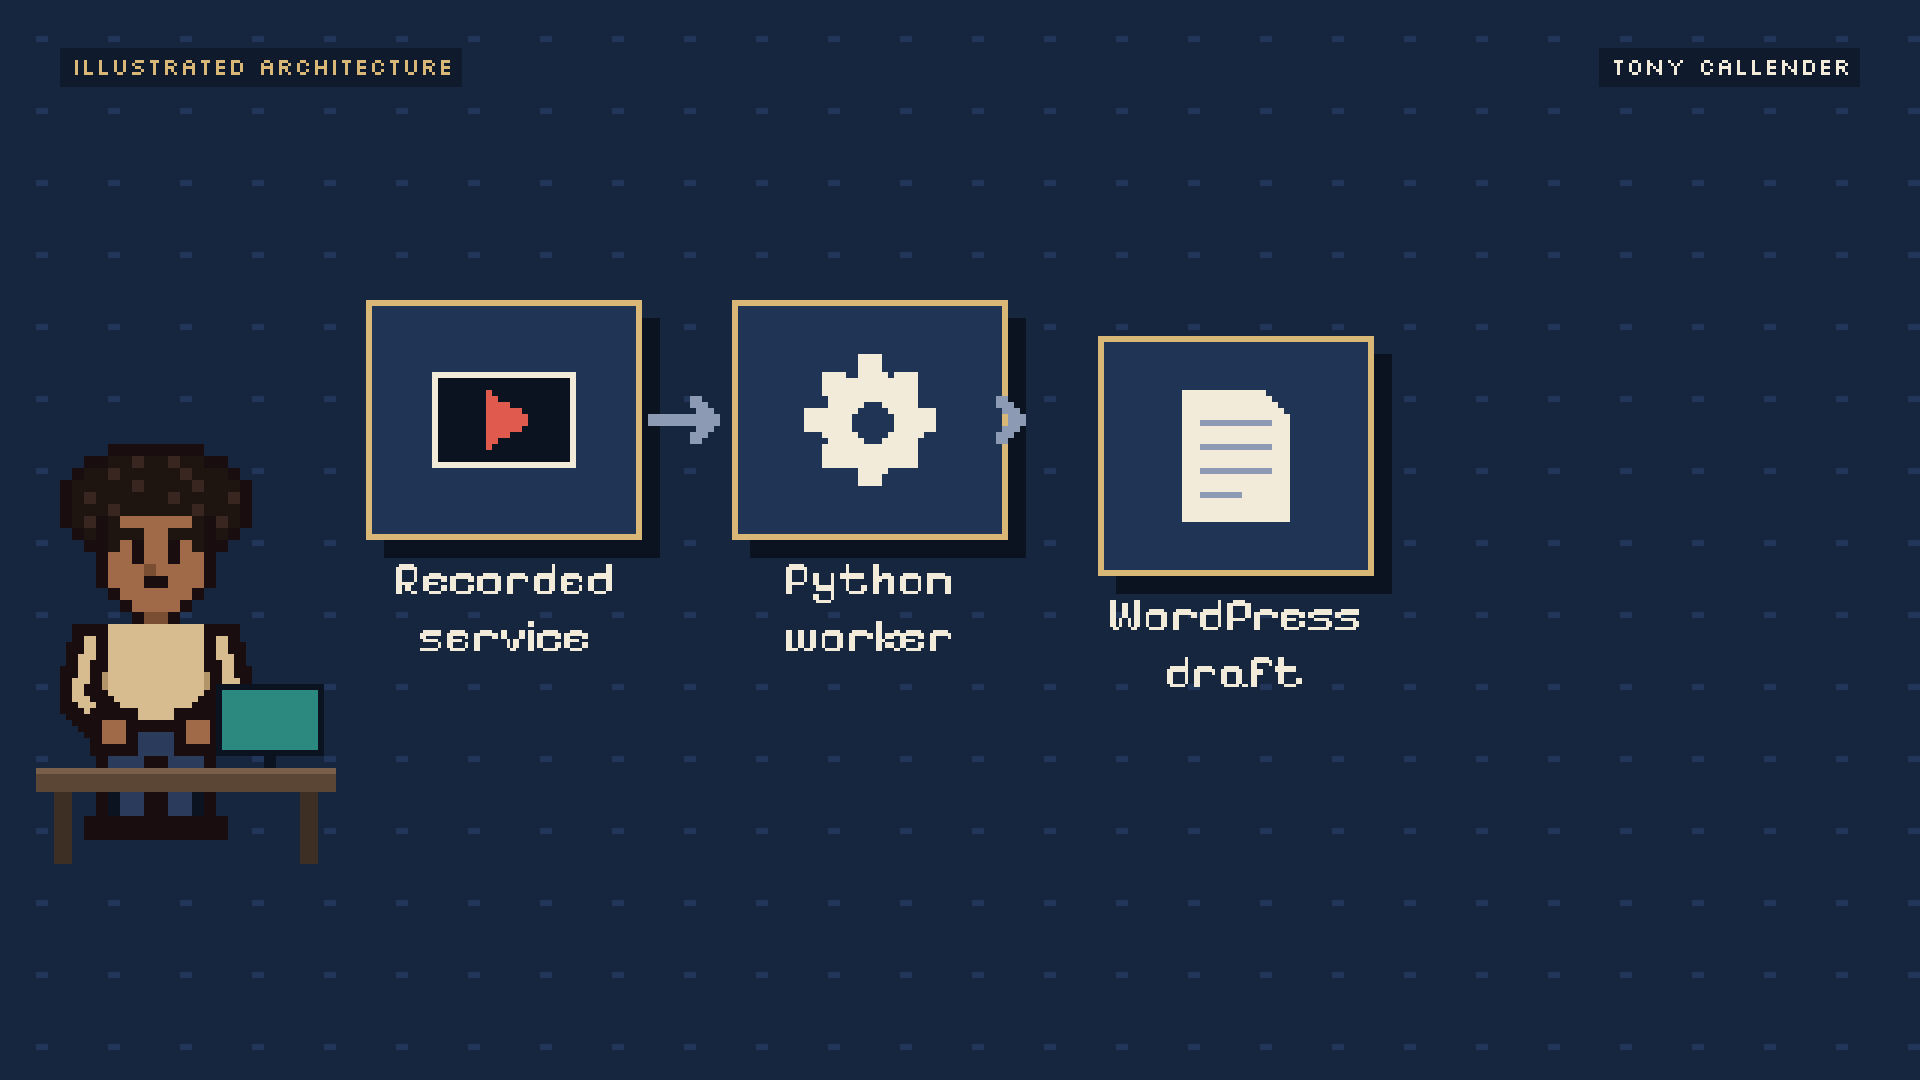 ILLUSTRATED ARCHITECTURE
TONY CALLENDER
Recorded
service
Python
worker
WordPress
draft